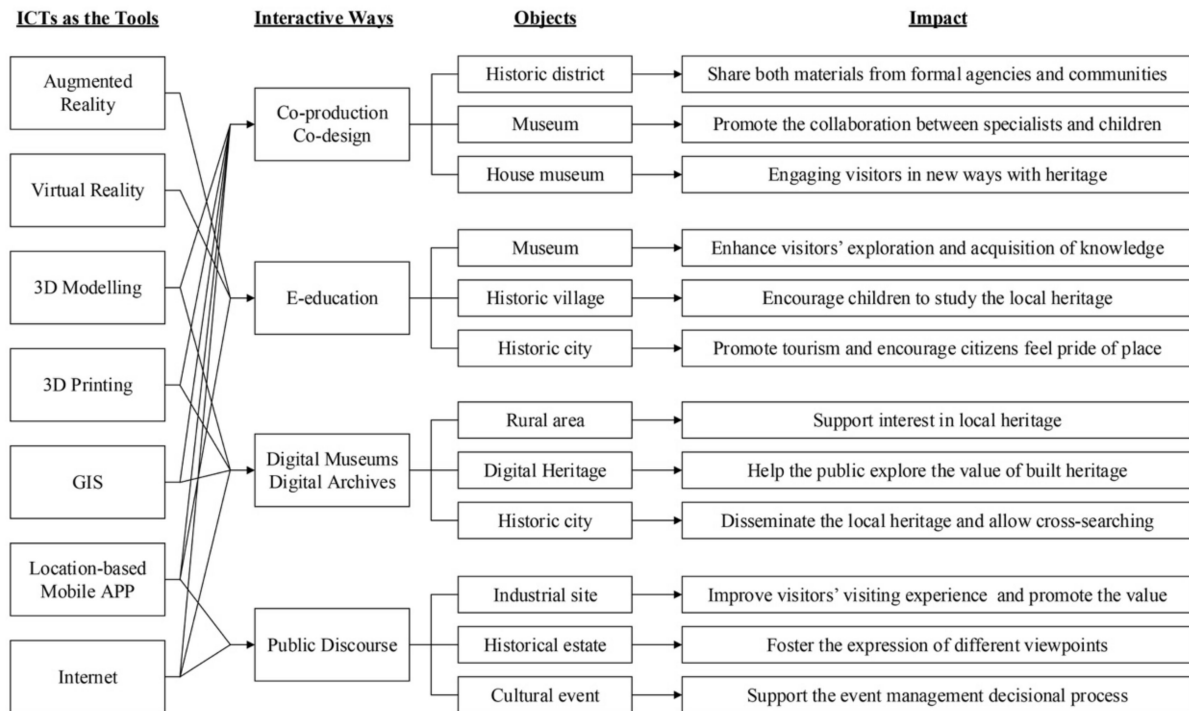 ICTs as the Tools
Interactive Ways
Objects
Impact
Augmented
Reality
Virtual Reality
3D Modelling
3D Printing
GIS
Location-based
Mobile APP
Internet
Co-production
Co-design
E-education
Digital Museums
Digital Archives
Public Discourse
Historic district
Share both materials from formal agencies and communities
Museum
Promote the collaboration between specialists and children
House museum
Engaging visitors in new ways with heritage
Museum
Enhance visitors’ exploration and acquisition of knowledge
Historic village
Encourage children to study the local heritage
Historic city
Promote tourism and encourage citizens feel pride of place
Rural area
Support interest in local heritage
Digital Heritage
Help the public explore the value of built heritage
Historic city
Disseminate the local heritage and allow cross-searching
Industrial site
Improve visitors’ visiting experience and promote the value
Historical estate
Foster the expression of different viewpoints
Cultural event
Support the event management decisional process